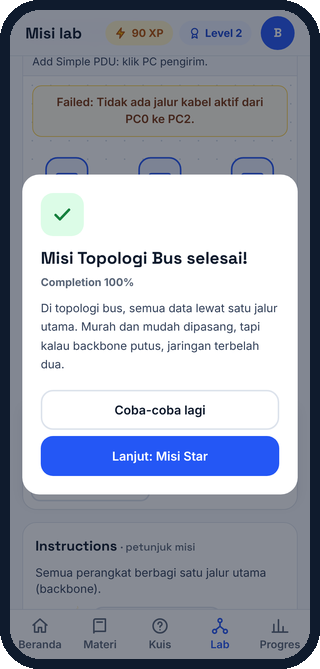 Misi lab
90 XP
Level 2
B
Add Simple PDU: klik PC pengirim.
Failed: Tidak ada jalur kabel aktif dari
PC0 ke PC2.
Misi Topologi Bus selesai!
Completion 100%
Di topologi bus, semua data lewat satu jalur
utama. Murah dan mudah dipasang, tapi
kalau backbone putus, jaringan terbelah
dua.
Coba-coba lagi
Lanjut: Misi Star
Instructions · petunjuk misi
Semua perangkat berbagi satu jalur utama
(backbone).
Beranda
Materi
Kuis
Lab
Progres